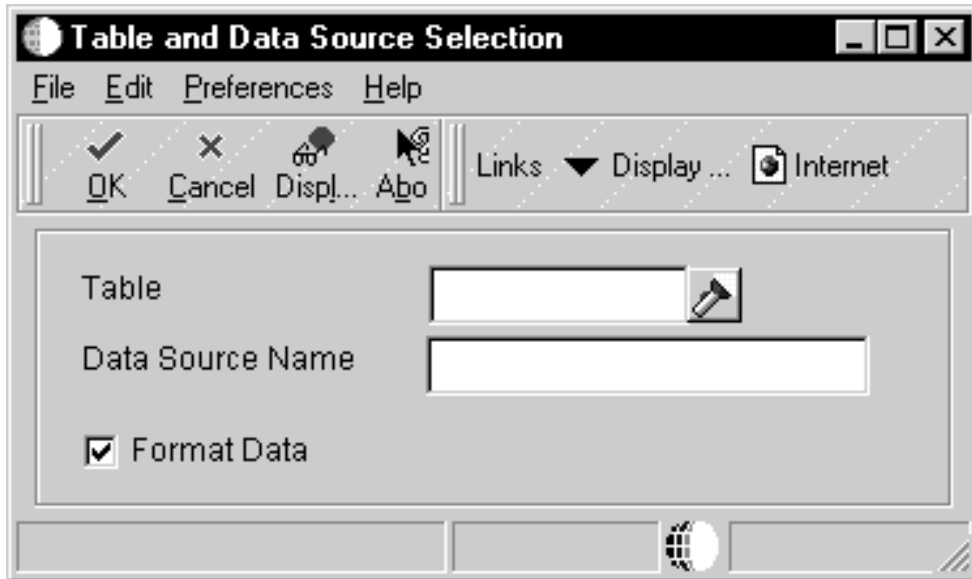 Table and Data Source Selection
File Edit Preferences Help
OK Cancel Displ... Abo Links Display ... Internet
Table
Data Source Name
Format Data